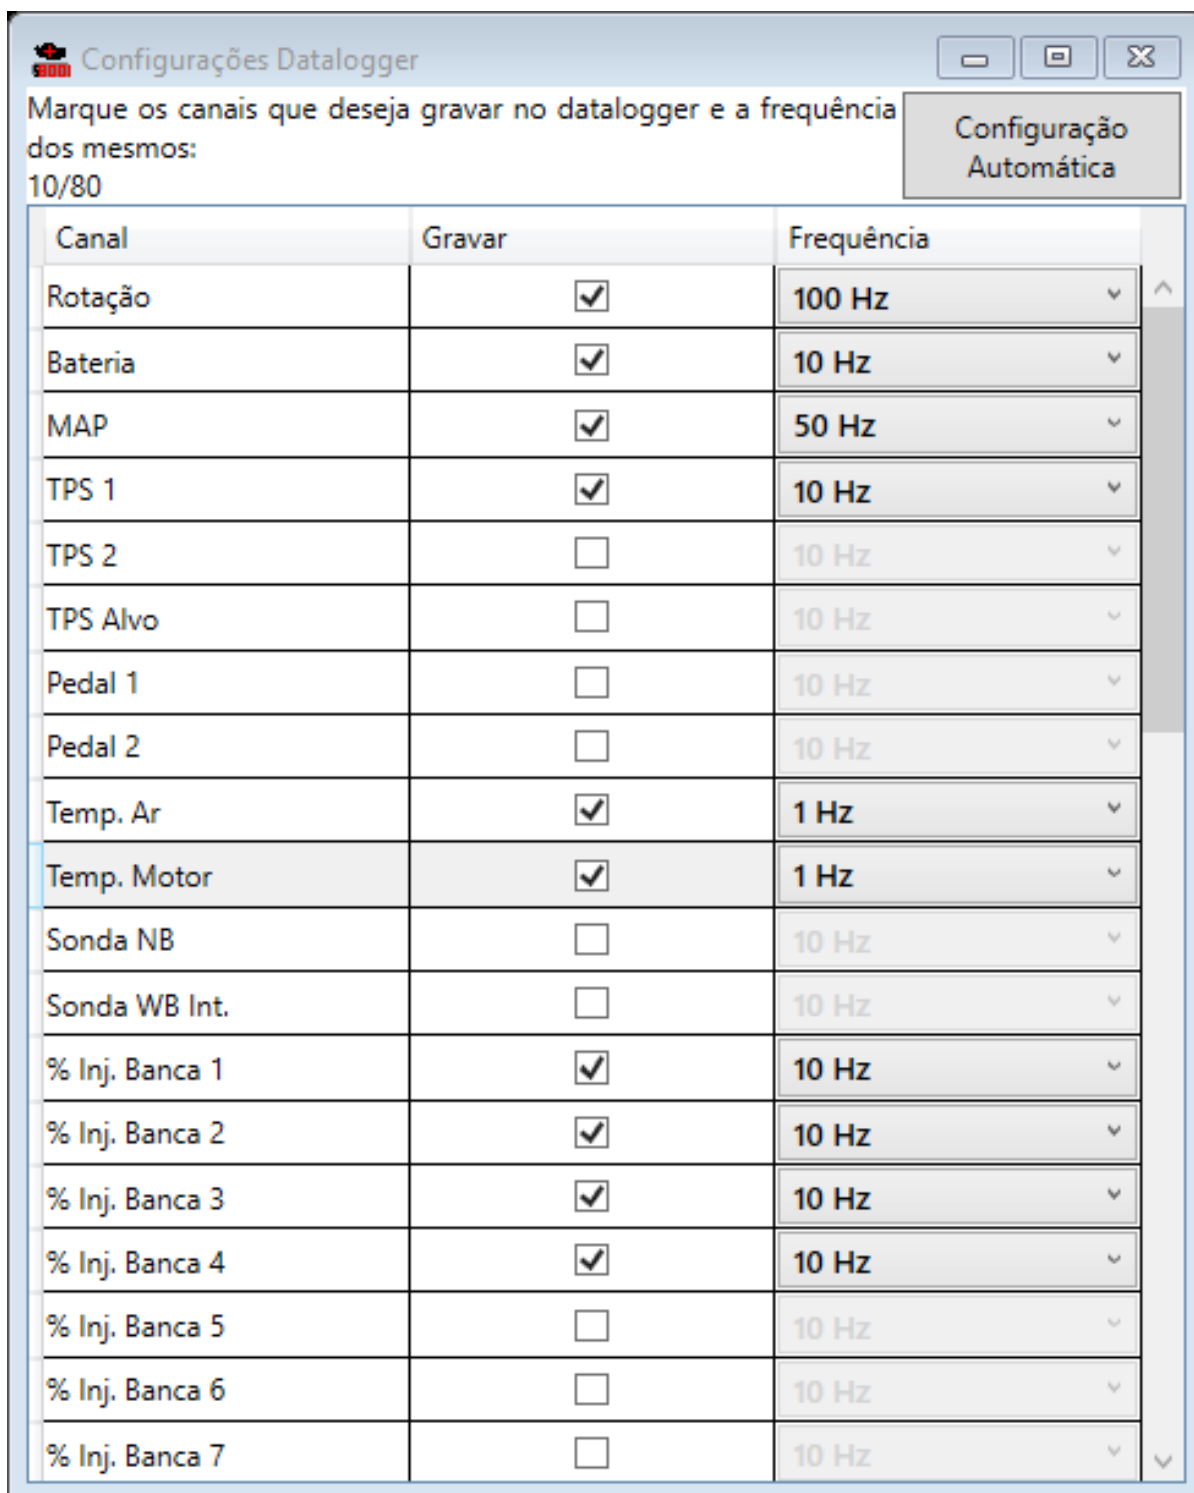 Configurações Datalogger
Marque os canais que deseja gravar no datalogger e a frequência
dos mesmos:
10/80
Configuração
Automática
Canal Gravar Frequência
Rotação 100 Hz
Bateria 10 Hz
MAP 50 Hz
TPS 1 10 Hz
TPS 2 10 Hz
TPS Alvo 10 Hz
Pedal 1 10 Hz
Pedal 2 10 Hz
Temp. Ar 1 Hz
Temp. Motor 1 Hz
Sonda NB 10 Hz
Sonda WB Int. 10 Hz
% Inj. Banca 1 10 Hz
% Inj. Banca 2 10 Hz
% Inj. Banca 3 10 Hz
% Inj. Banca 4 10 Hz
% Inj. Banca 5 10 Hz
% Inj. Banca 6 10 Hz
% Inj. Banca 7 10 Hz